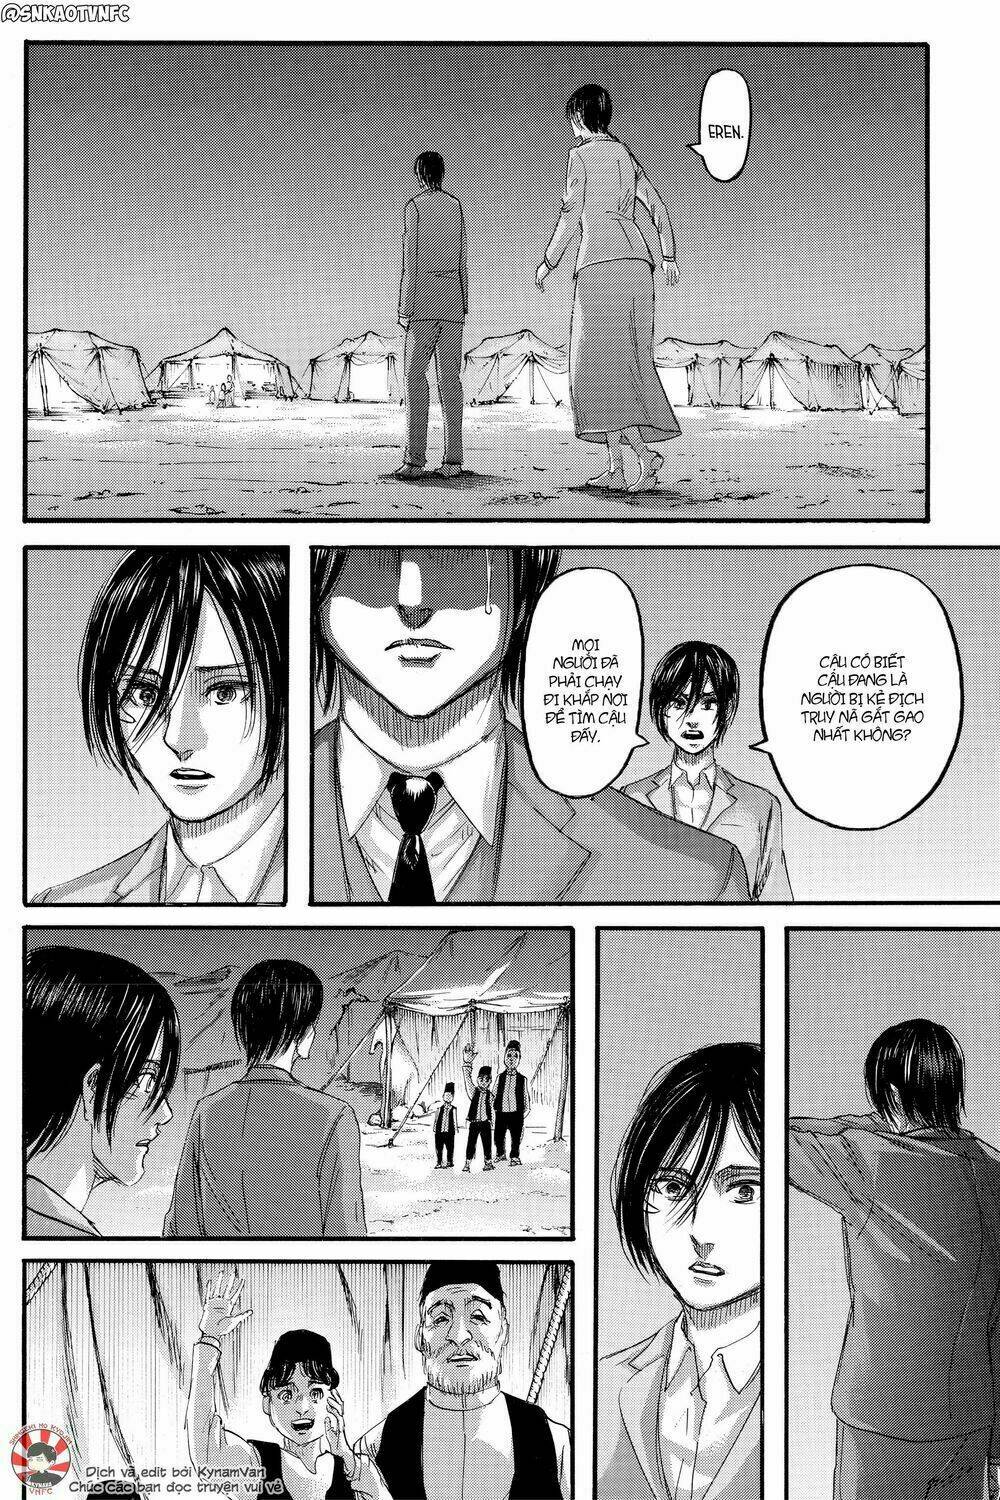 @SNKAOTVNFC
EREN.
CẬU CÓ BIẾT
CẬU ĐANG LÀ
NGƯỜI BỊ KẺ ĐỊCH
TRUY NÃ GẮT GAO
NHẤT KHÔNG?
MỌI
NGƯỜI ĐÃ
PHẢI CHẠY
ĐI KHẮP NƠI
ĐỂ TÌM CẬU
ĐẤY.
VNFC
Dịch và edit bởi KynamVan
Chúc các bạn đọc truyện vui vẻ